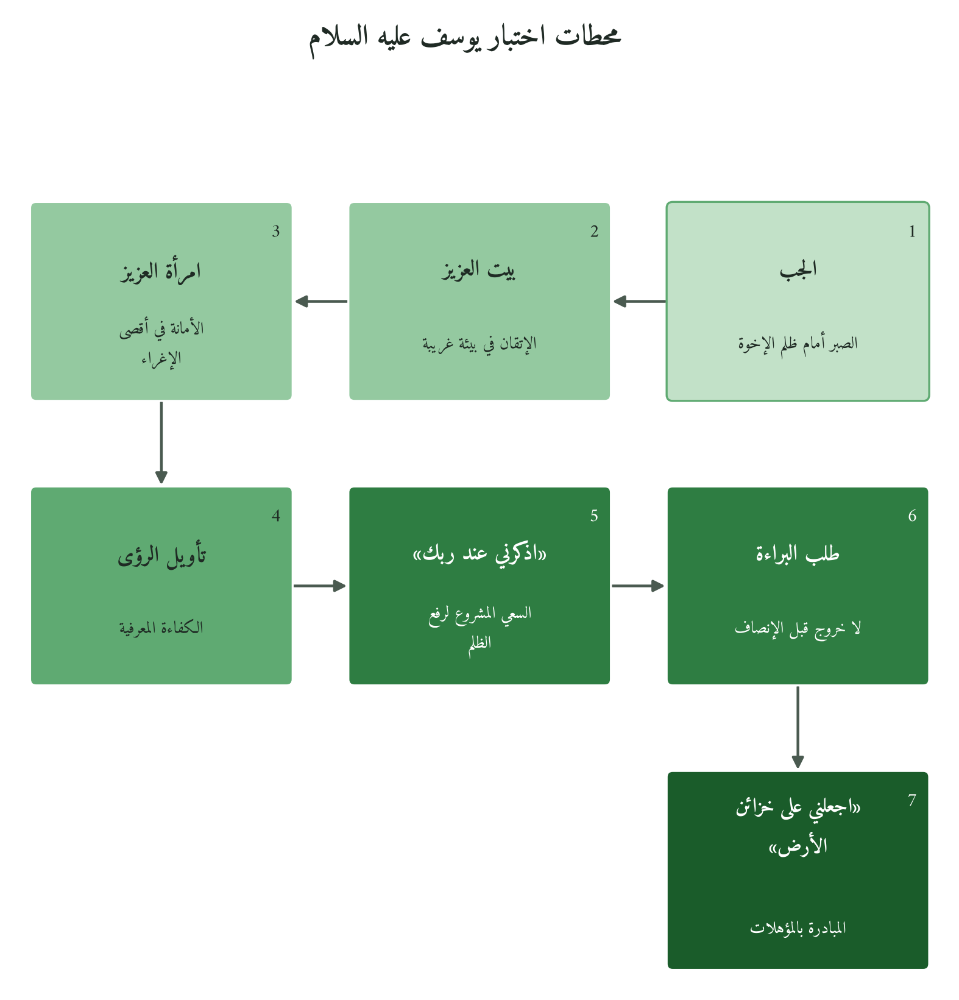 محطات اختبار يوسف عليه السلام
1
الجب
الصبر أمام ظلم الإخوة
2
بيت العزيز
الإتقان في بيئة غريبة
3
امرأة العزيز
الأمانة في أقصى
الإغراء
4
تأويل الرؤى
الكفاءة المعرفية
5
«اذكرني عند ربك»
السعي المشروع لرفع
الظلم
6
طلب البراءة
لا خروج قبل الإنصاف
7
«اجعلني على خزائن
الأرض»
المبادرة بالمؤهلات